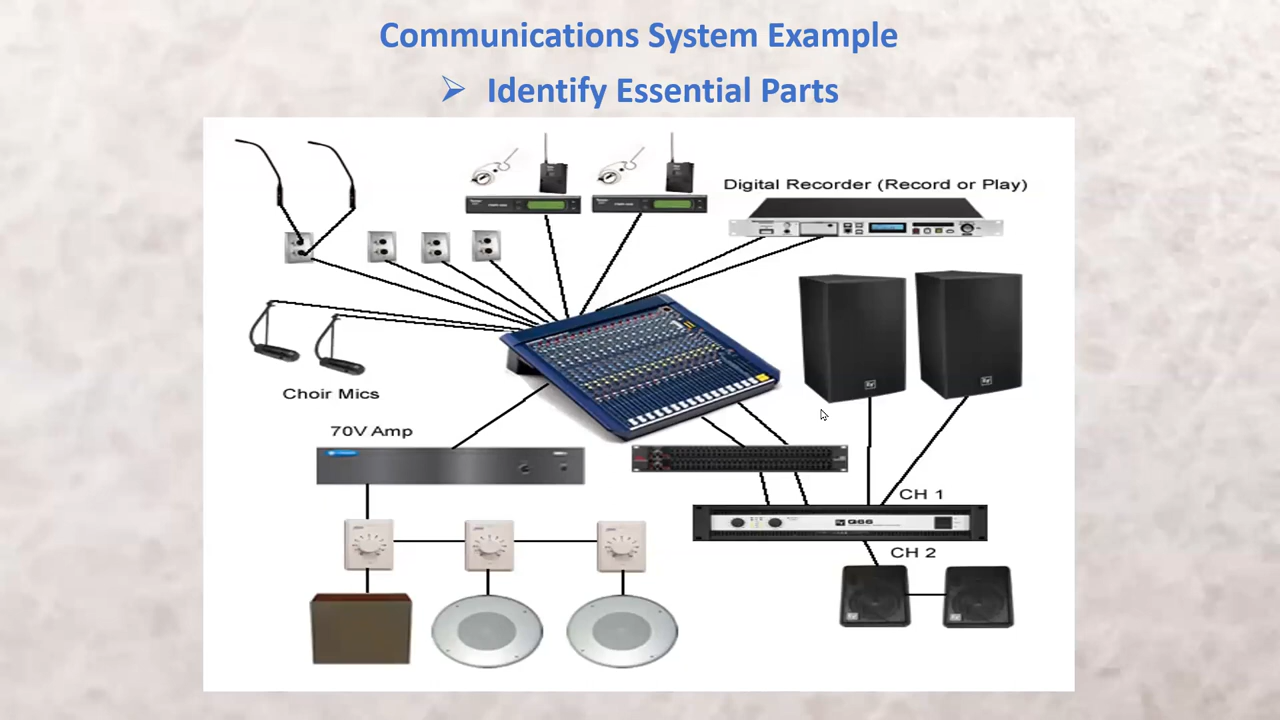 Communications System Example
➢ Identify Essential Parts
Digital Recorder (Record or Play)
Choir Mics
70V Amp
CH 1
Q66
CH 2